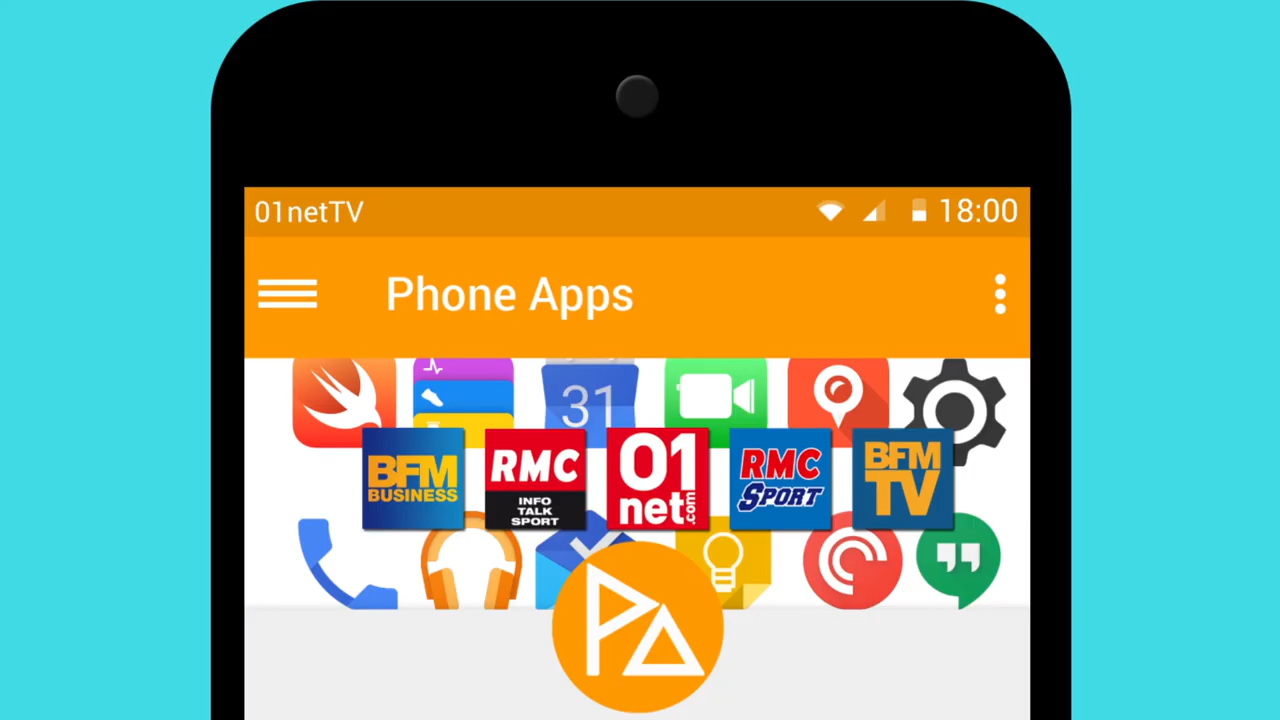 01netTV
18:00
Phone Apps
31
BFM
BUSINESS
RMC
INFO
TALK
SPORT
01
net.com
RMC
SPORT
BFM
TV
PA